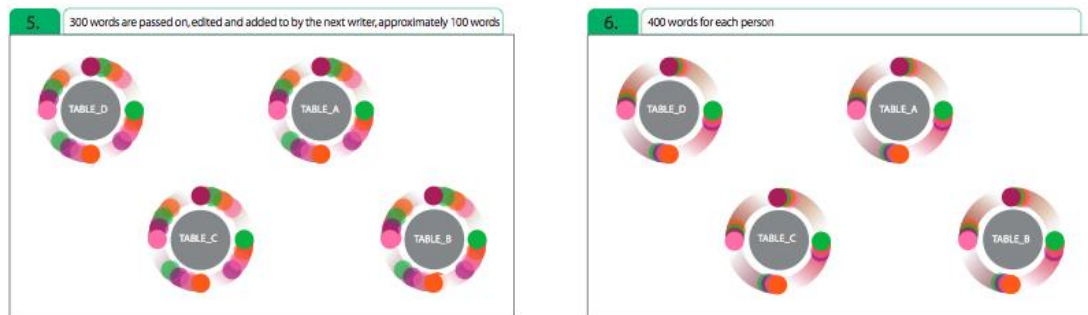 5. 300 words are passed on, edited and added to by the next writer, approximately 100 words
TABLE_D
TABLE_A
TABLE_C
TABLE_B
6. 400 words for each person
TABLE_D
TABLE_A
TABLE_C
TABLE_B